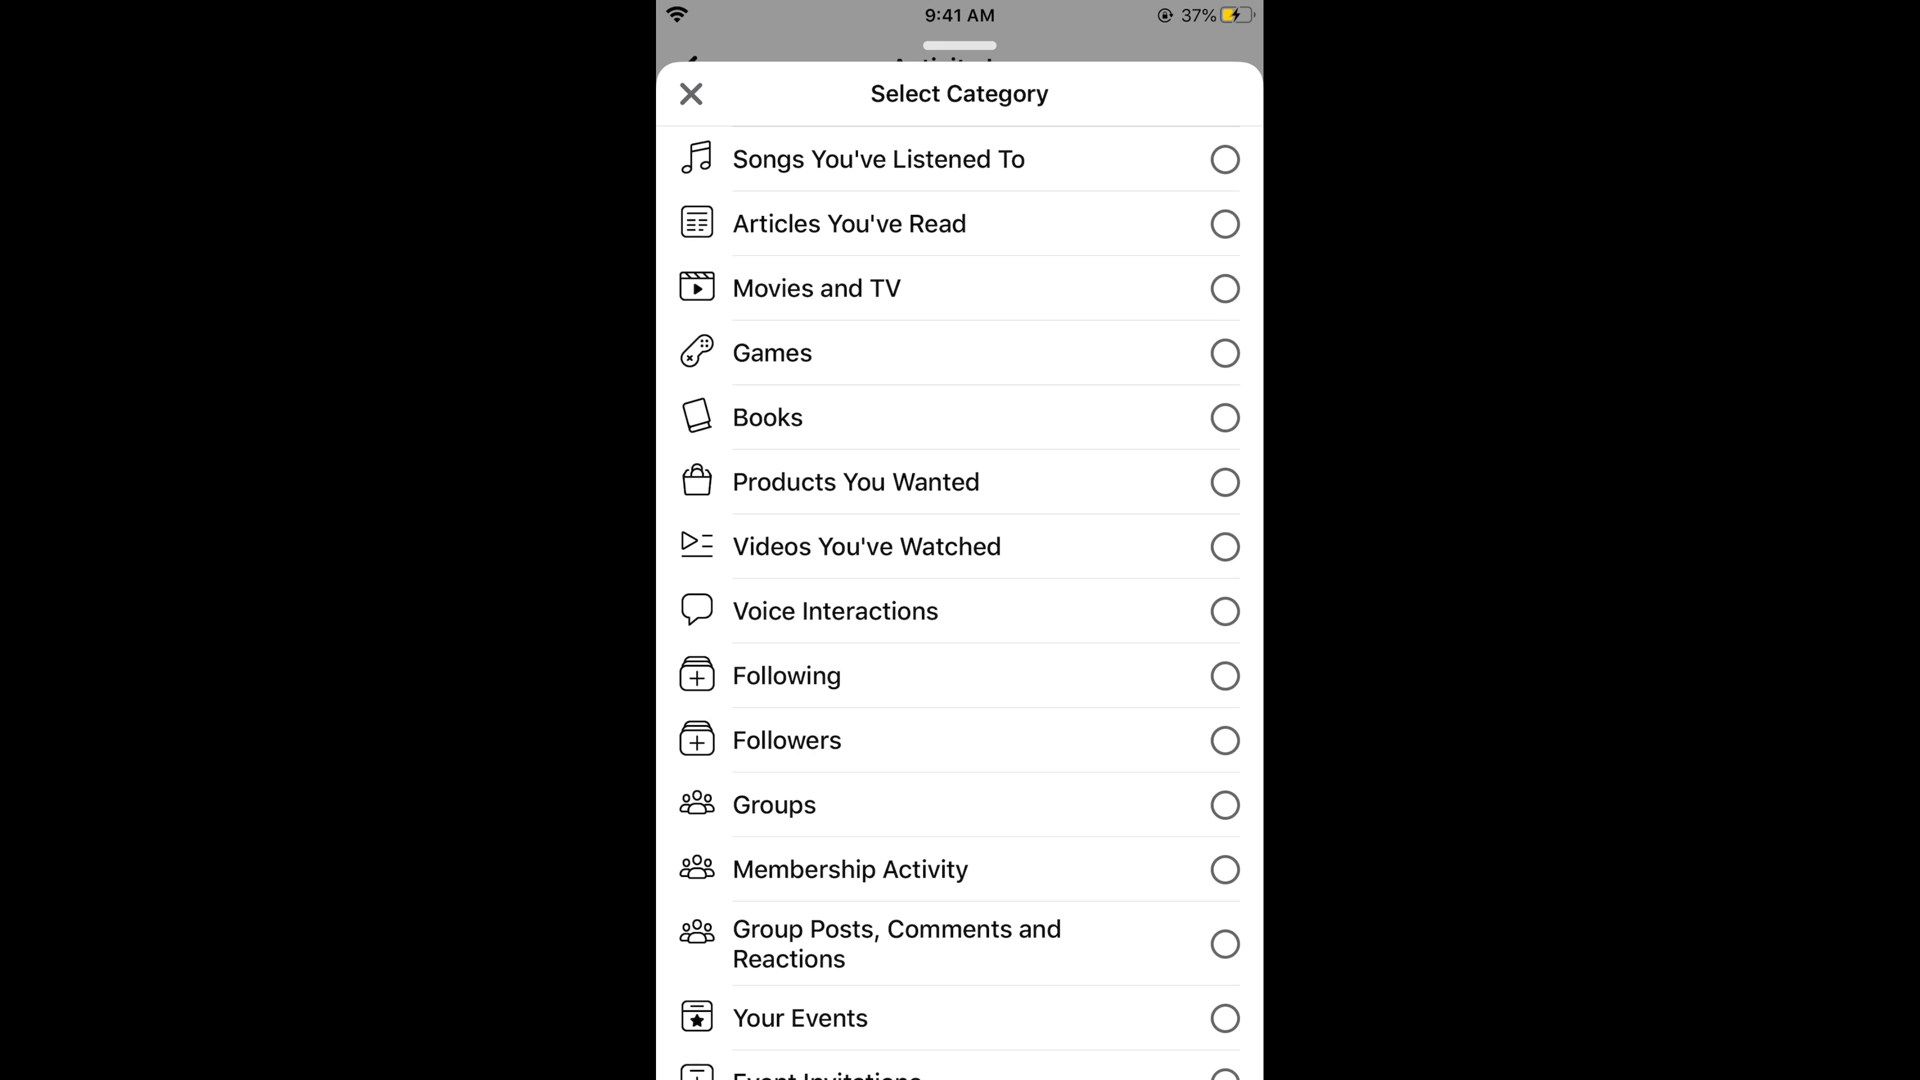 9:41 AM
37%
Select Category
Songs You've Listened To
Articles You've Read
Movies and TV
Games
Books
Products You Wanted
Videos You've Watched
Voice Interactions
Following
Followers
Groups
Membership Activity
Group Posts, Comments and
Reactions
Your Events
Event Invitations